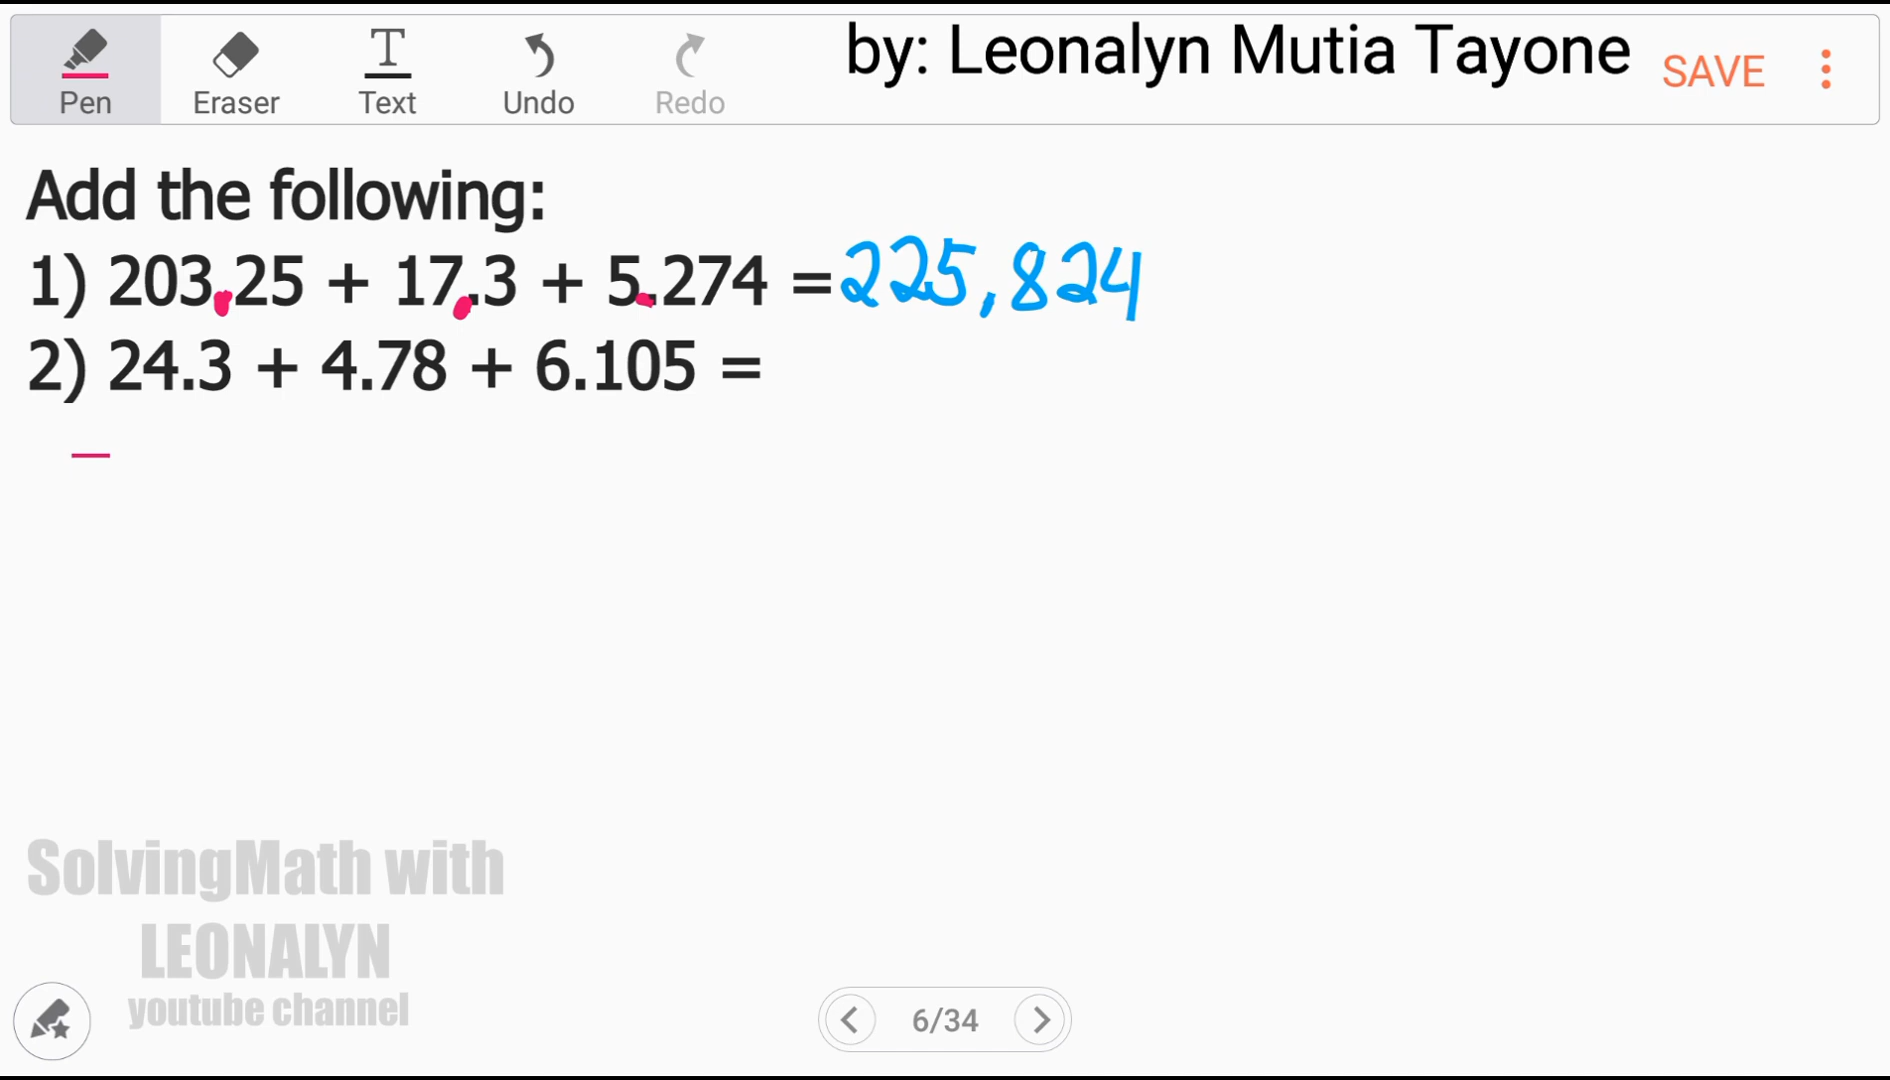 by: Leonalyn Mutia Tayone
Pen Eraser Text Undo Redo SAVE
Add the following:
1) 203.25 + 17.3 + 5.274 = 225,824
2) 24.3 + 4.78 + 6.105 =
SolvingMath with
LEONALYN
youtube channel
6/34